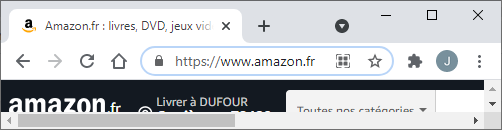 Amazon.fr : livres, DVD, jeux vid
https://www.amazon.fr
J
amazon.fr
Livrer à DUFOUR
Toutes nos catégories